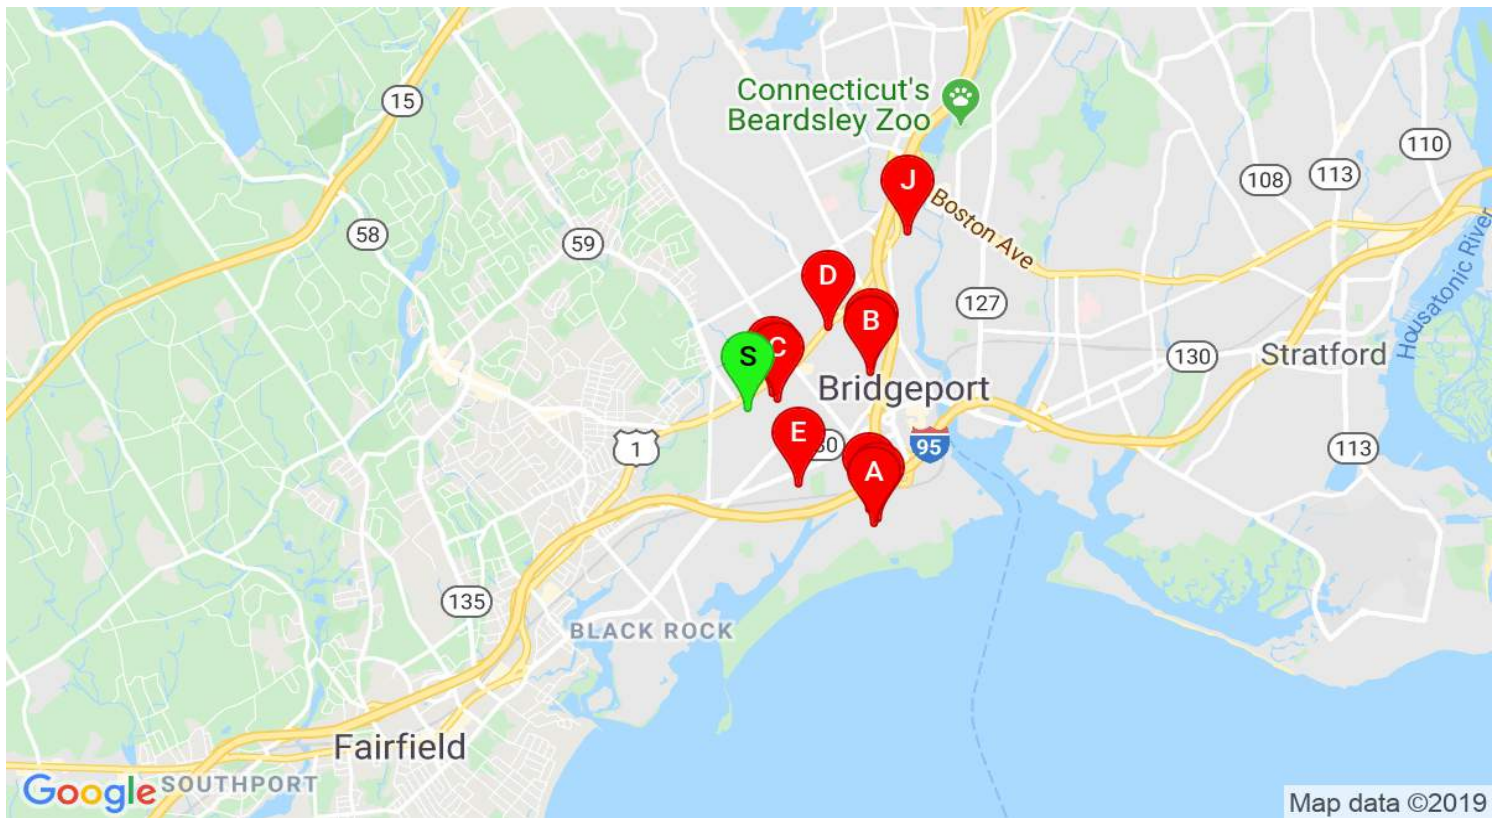 Connecticut's
Beardsley Zoo
15
110
J
108
113
Boston Ave
58
59
D
127
Housatonic River
B
S
C
130
Stratford
Bridgeport
E
1
95
113
A
135
BLACK ROCK
Fairfield
Google
SOUTHPORT
Map data ©2019